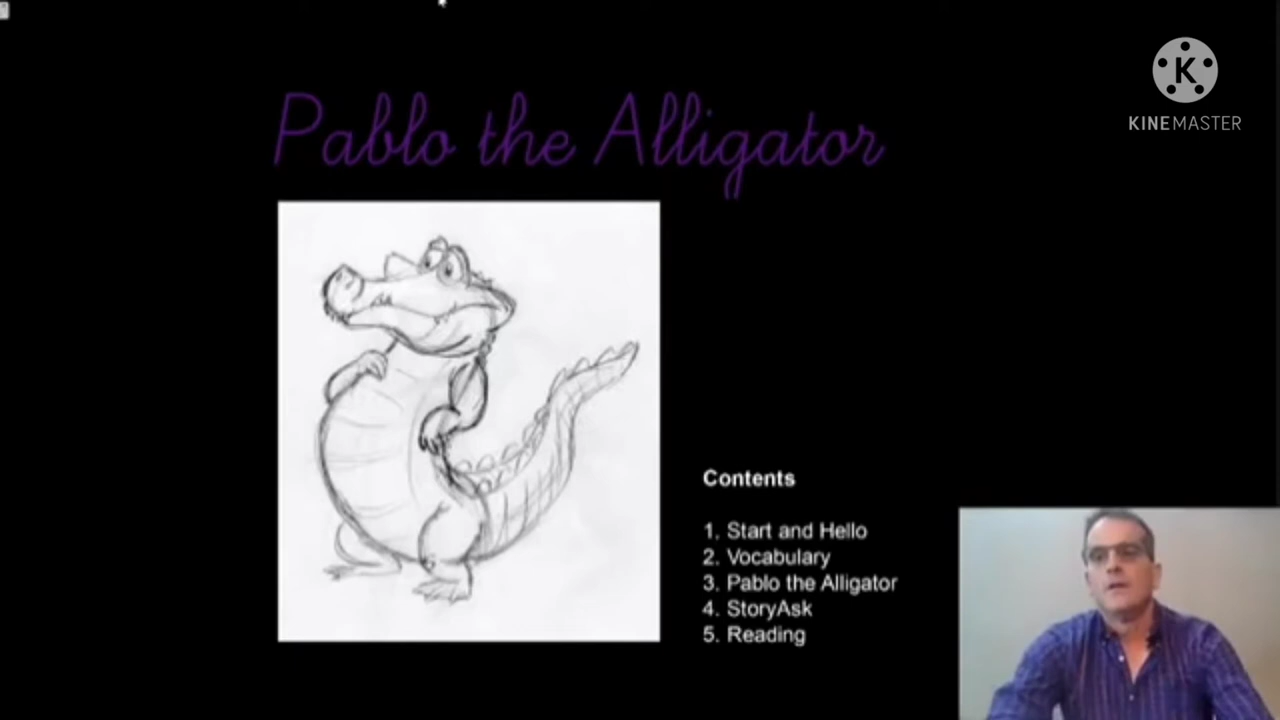 Pablo the Alligator
K
KINEMASTER
Contents
1. Start and Hello
2. Vocabulary
3. Pablo the Alligator
4. StoryAsk
5. Reading